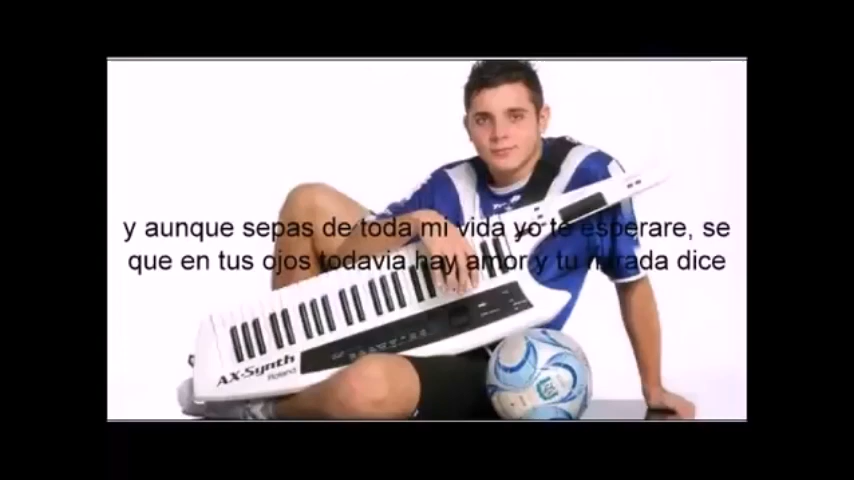 y aunque sepas de toda mi vida yo te esperare, se
que en tus ojos todavia hay amor y tu mirada dice
AX-Synth
Roland